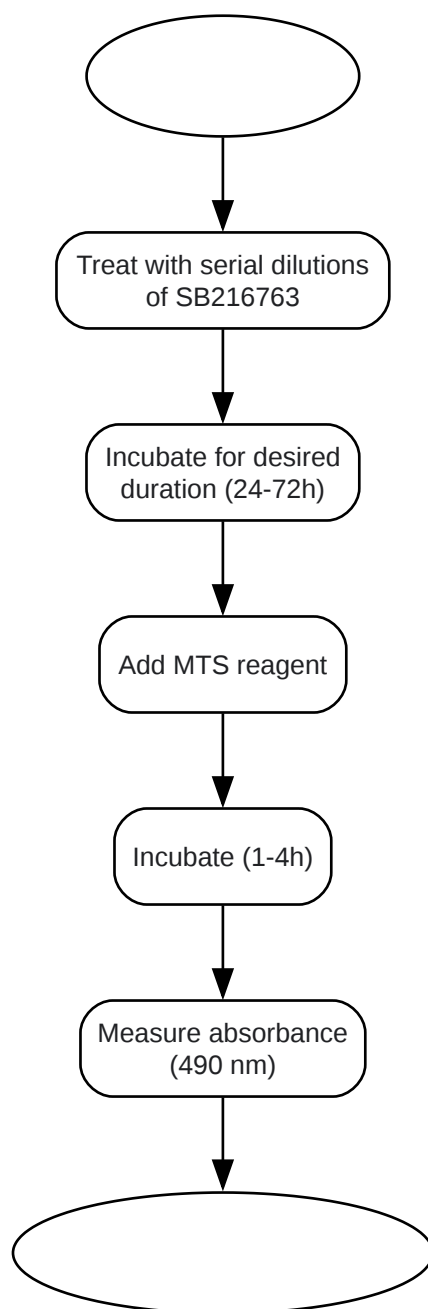 Treat with serial dilutions
of SB216763
Incubate for desired
duration (24-72h)
Add MTS reagent
Incubate (1-4h)
Measure absorbance
(490 nm)